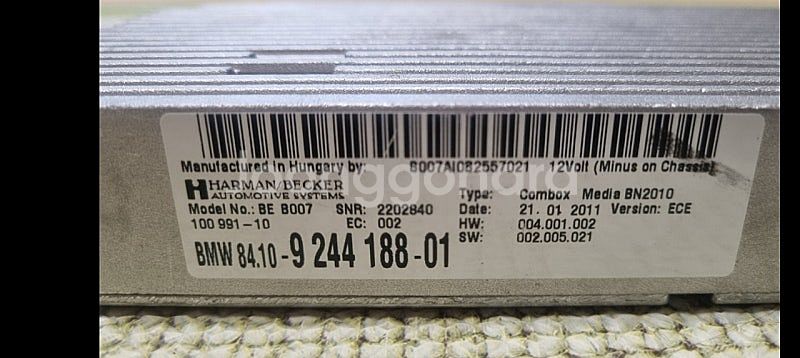 Manufactured In Hungary by: B007AI082557021 12Volt (Minus on Chassis)
HARMAN/BECKER
AUTOMOTIVE SYSTEMS
Type: Combox Media BN2010
Model No.: BE B007 SNR: 2202840 Date: 21. 01 2011 Version: ECE
100 991-10 EC: 002 HW: 004.001.002
SW: 002.005.021
BMW 84.10-9 244 188-01